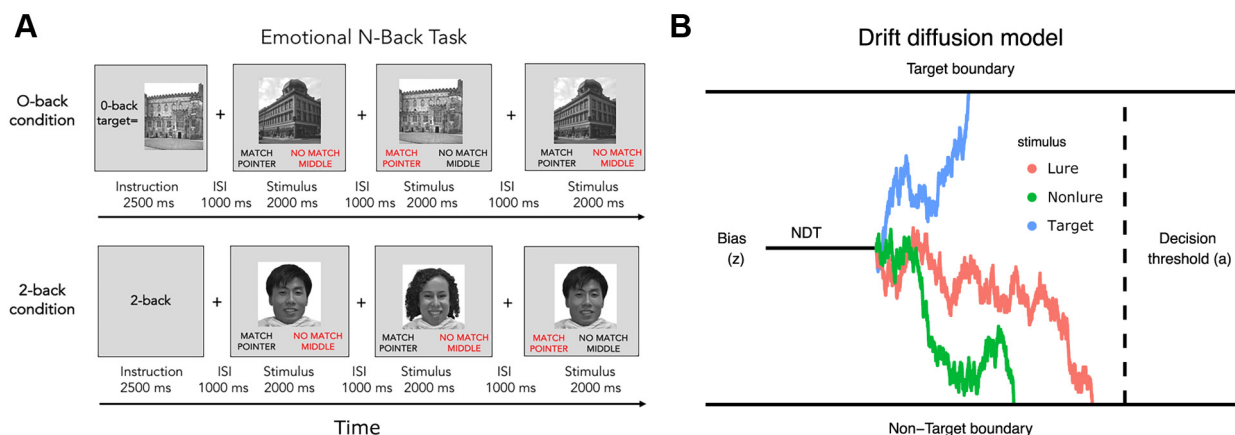 A
Emotional N-Back Task
O-back
condition
0-back
target=
+
MATCH
POINTER
NO MATCH
MIDDLE
+
MATCH
POINTER
NO MATCH
MIDDLE
+
MATCH
POINTER
NO MATCH
MIDDLE
Instruction
2500 ms
ISI
1000 ms
Stimulus
2000 ms
ISI
1000 ms
Stimulus
2000 ms
ISI
1000 ms
Stimulus
2000 ms
2-back
condition
2-back
+
MATCH
POINTER
NO MATCH
MIDDLE
+
MATCH
POINTER
NO MATCH
MIDDLE
+
MATCH
POINTER
NO MATCH
MIDDLE
Instruction
2500 ms
ISI
1000 ms
Stimulus
2000 ms
ISI
1000 ms
Stimulus
2000 ms
ISI
1000 ms
Stimulus
2000 ms
Time
B
Drift diffusion model
Target boundary
stimulus
Lure
Nonlure
Target
Bias
(z)
NDT
Decision
threshold (a)
Non−Target boundary